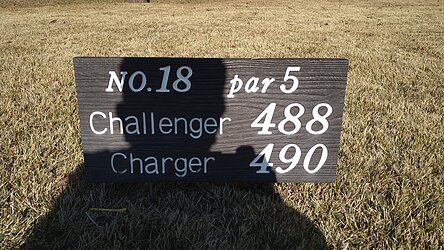 NO.18 par 5
Challenger 488
Charger 490